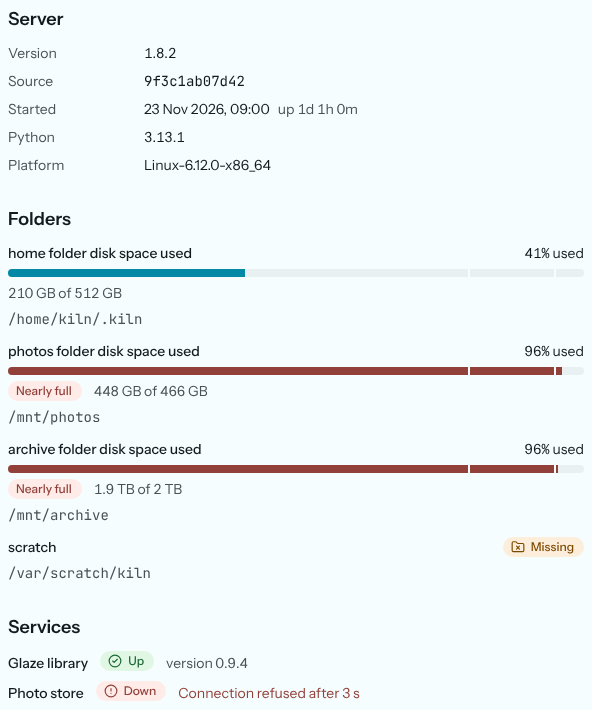 Server
Version 1.8.2
Source 9f3c1ab07d42
Started 23 Nov 2026, 09:00 up 1d 1h 0m
Python 3.13.1
Platform Linux-6.12.0-x86_64
Folders
home folder disk space used 41% used
210 GB of 512 GB
/home/kiln/.kiln
photos folder disk space used 96% used
Nearly full 448 GB of 466 GB
/mnt/photos
archive folder disk space used 96% used
Nearly full 1.9 TB of 2 TB
/mnt/archive
scratch Missing
/var/scratch/kiln
Services
Glaze library Up version 0.9.4
Photo store Down Connection refused after 3 s